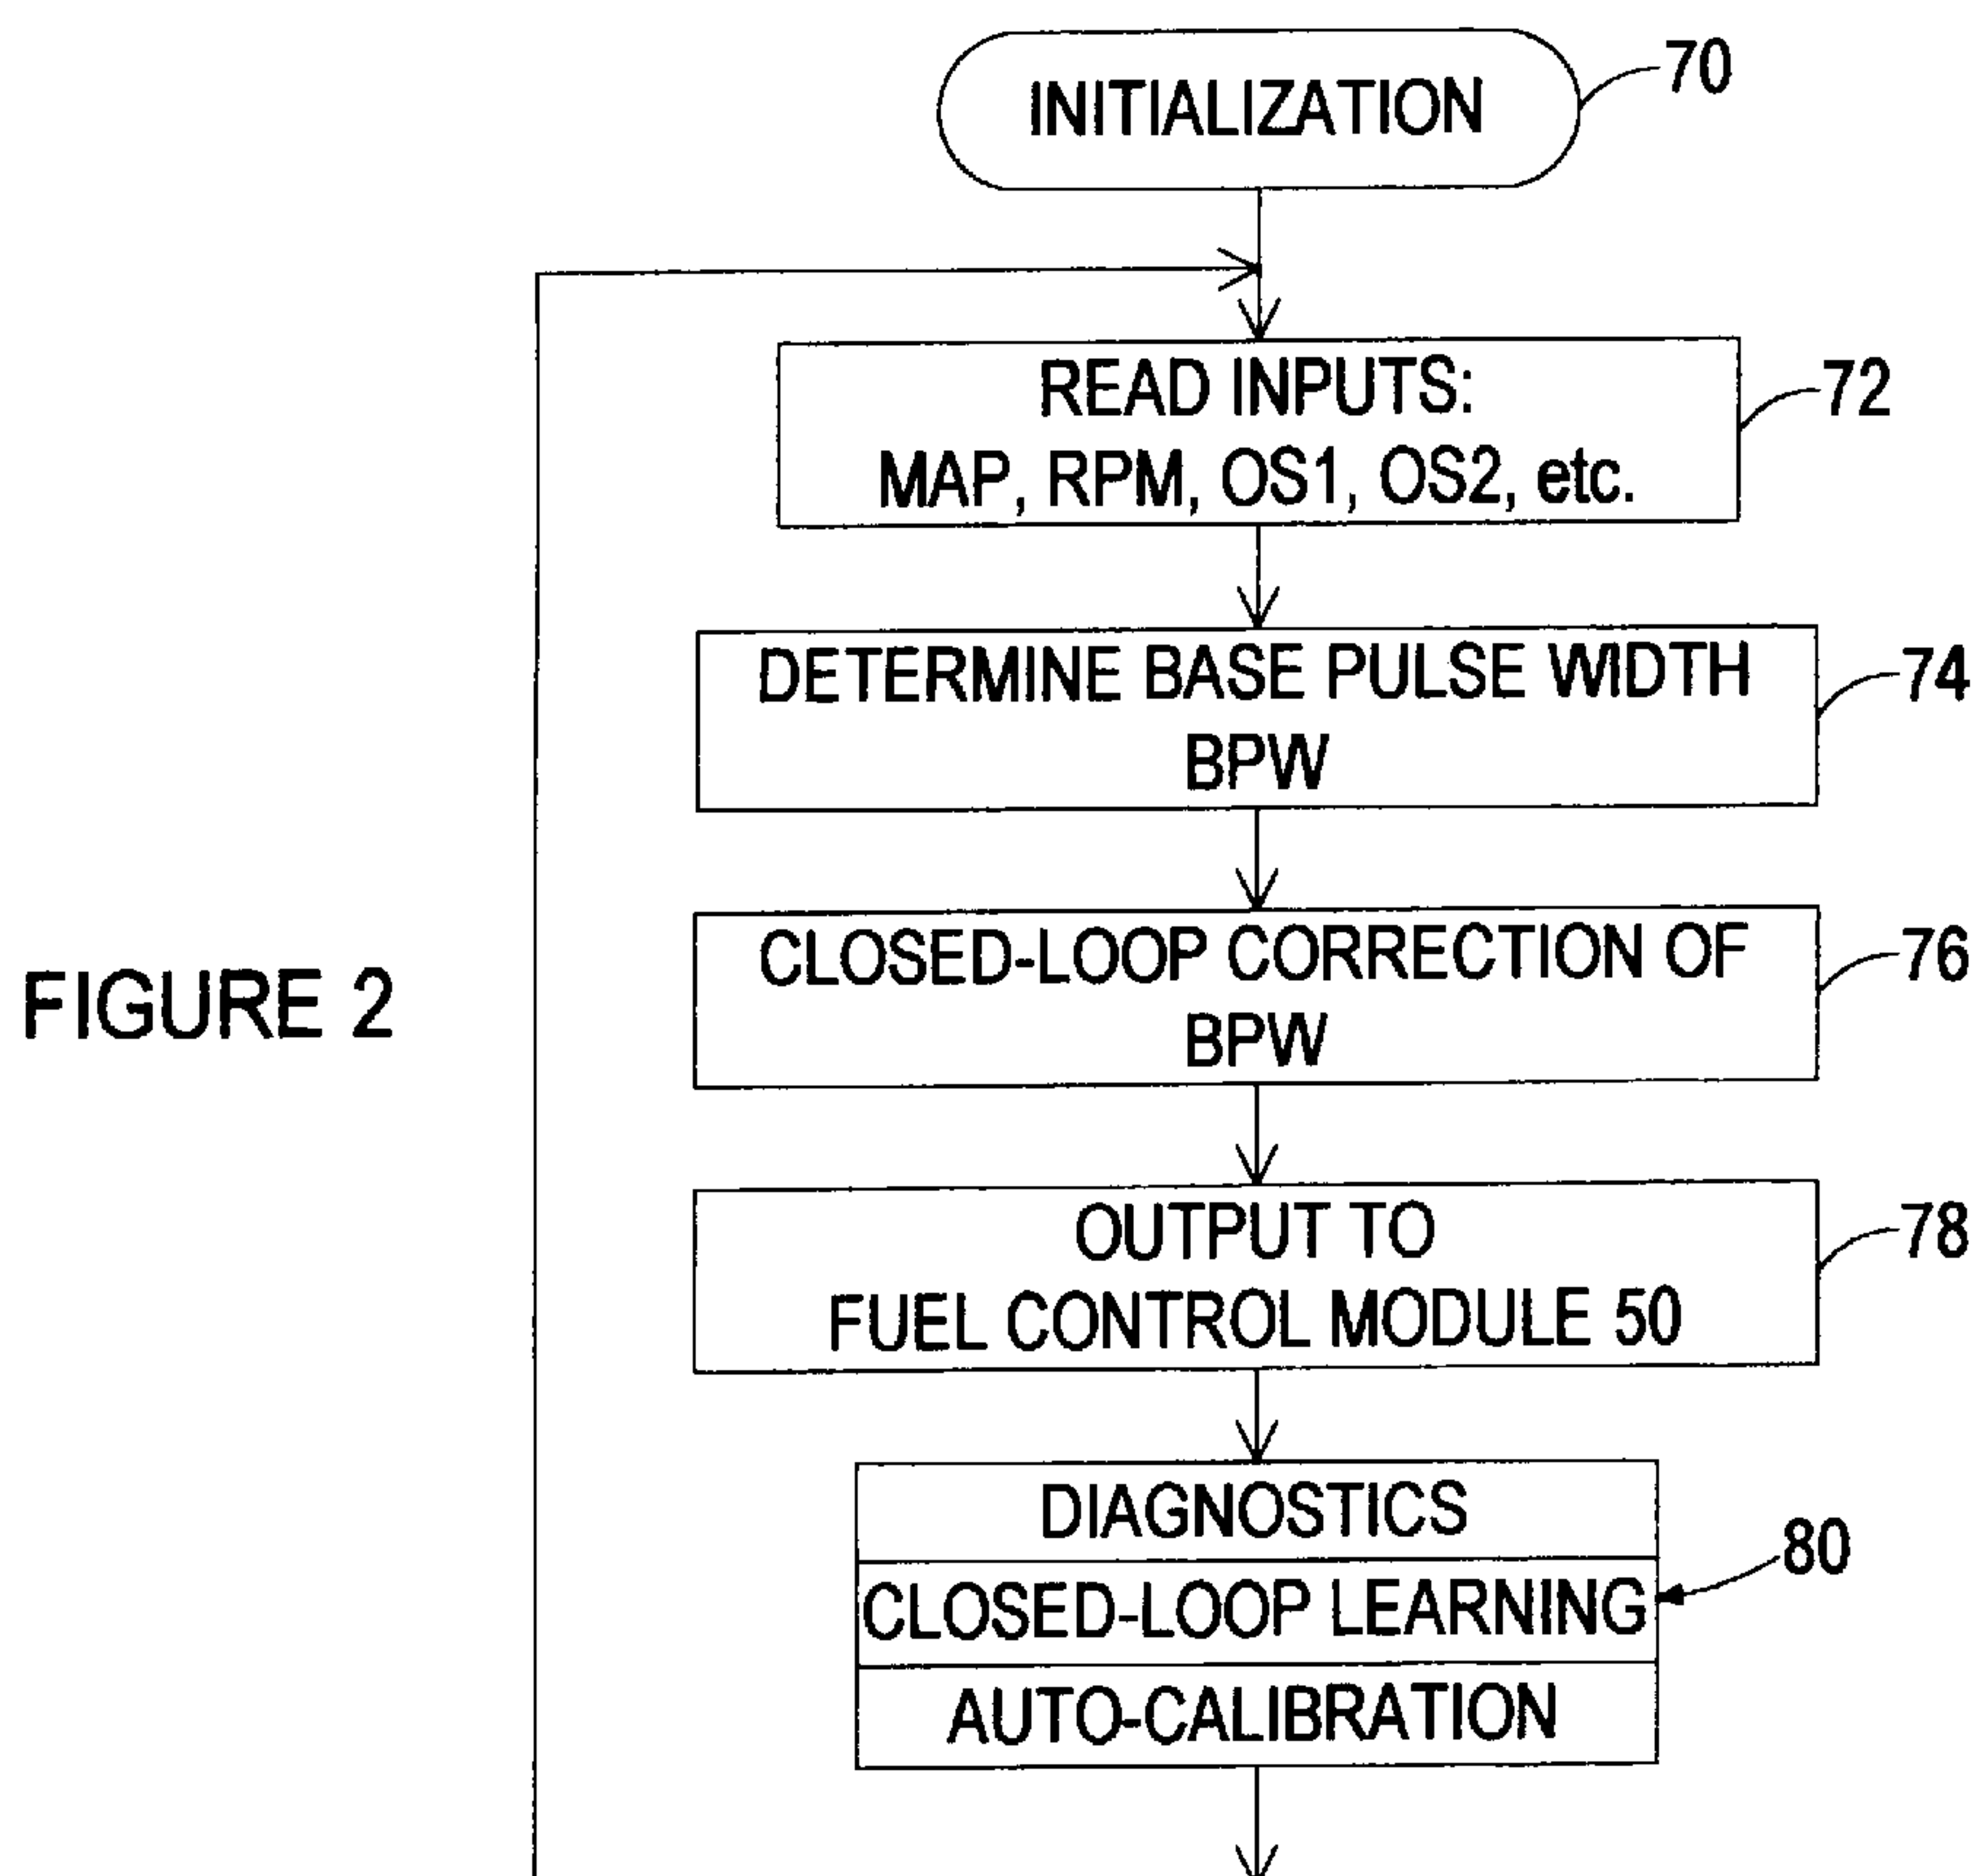 INITIALIZATION
70
READ INPUTS:
MAP, RPM, OS1, OS2, etc.
72
DETERMINE BASE PULSE WIDTH
BPW
74
CLOSED-LOOP CORRECTION OF
BPW
76
FIGURE 2
OUTPUT TO
FUEL CONTROL MODULE 50
78
DIAGNOSTICS
CLOSED-LOOP LEARNING
AUTO-CALIBRATION
80